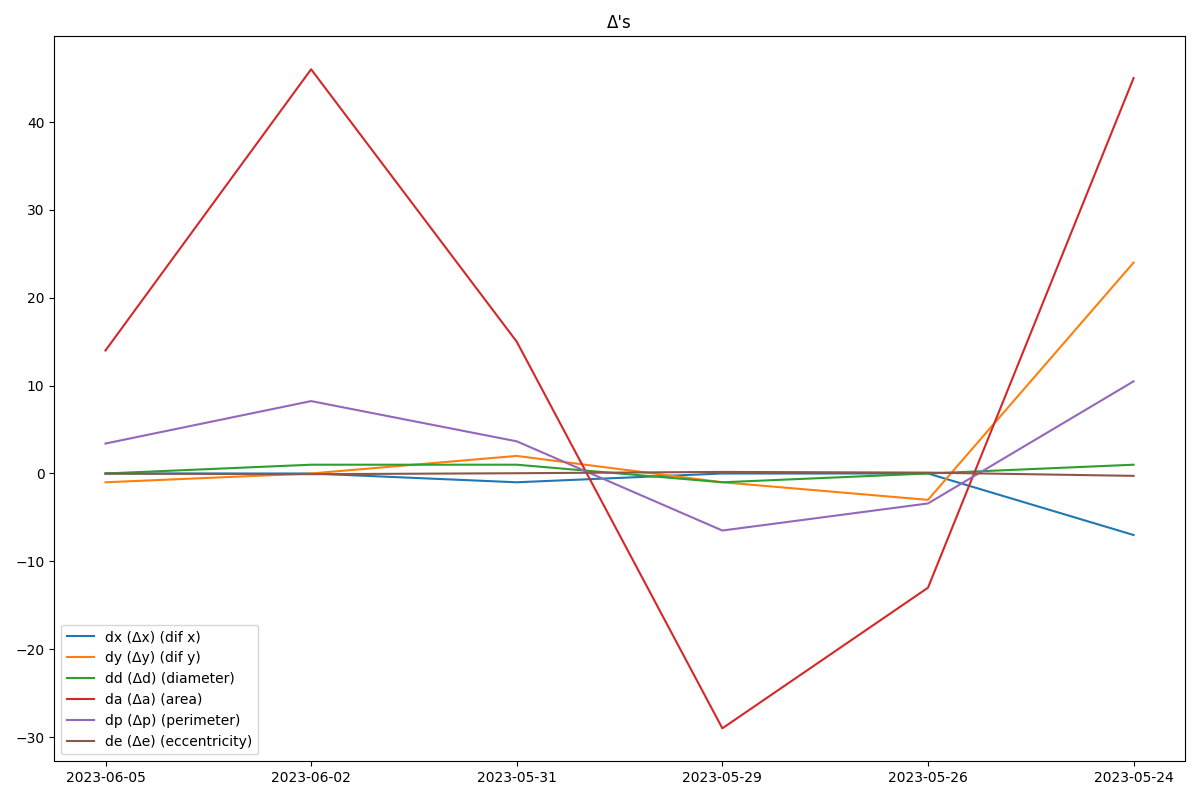 Δ's
40
30
20
10
0
−10
−20
−30
dx (Δx) (dif x)
dy (Δy) (dif y)
dd (Δd) (diameter)
da (Δa) (area)
dp (Δp) (perimeter)
de (Δe) (eccentricity)
2023-06-05 2023-06-02 2023-05-31 2023-05-29 2023-05-26 2023-05-24